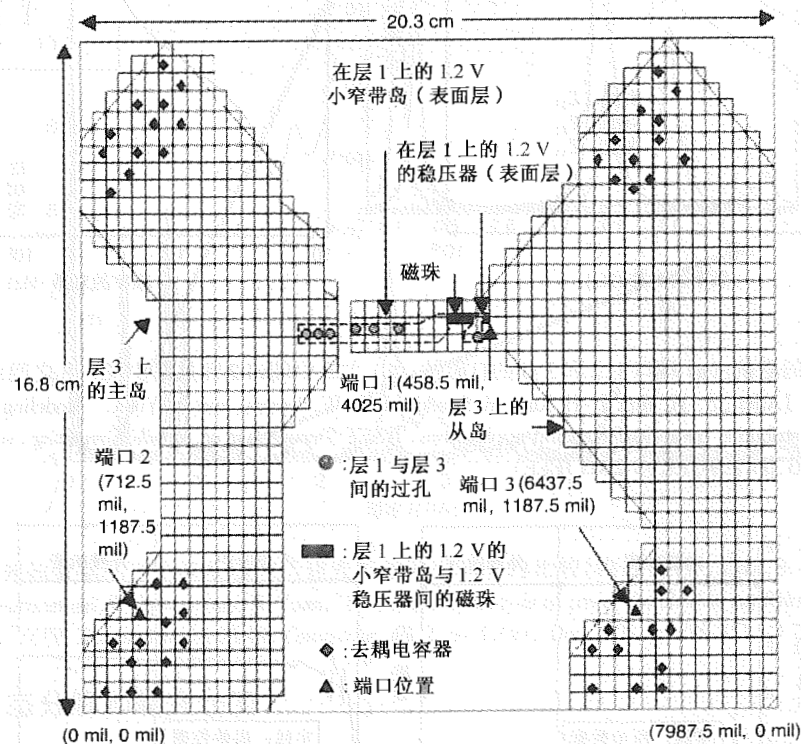 20.3 cm
在层 1 上的 1.2 V
小窄带岛（表面层）
在层 1 上的 1.2 V
的稳压器（表面层）
磁珠
层 3 上
的主岛
16.8 cm
端口 1(458.5 mil,
4025 mil)
层 3 上的
从岛
端口 2
(712.5
mil,
1187.5
mil)
:层 1 与层 3
间的过孔
端口 3(6437.5
mil, 1187.5 mil)
:层 1 上的 1.2 V 的
小窄带岛与1.2 V
稳压器间的磁珠
:去耦电容器
:端口位置
(0 mil, 0 mil)
(7987.5 mil, 0 mil)